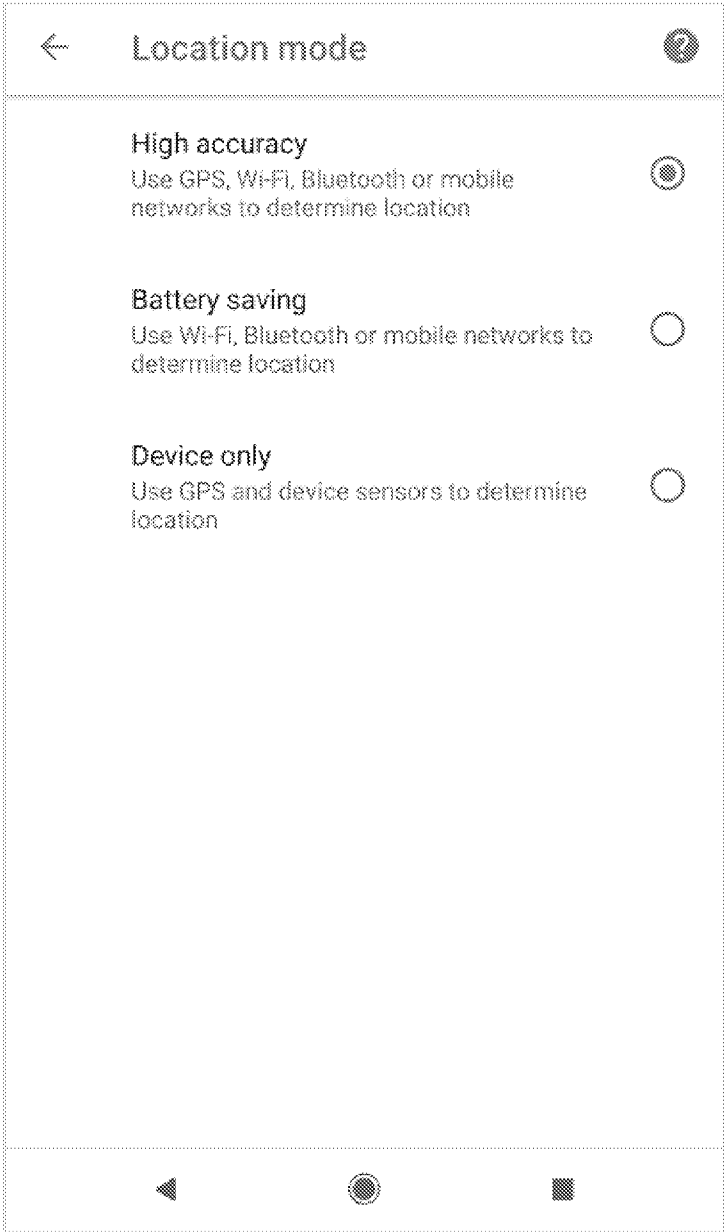 Location mode
High accuracy
Use GPS, Wi-Fi, Bluetooth or mobile
networks to determine location
Battery saving
Use Wi-Fi, Bluetooth or mobile networks to
determine location
Device only
Use GPS and device sensors to determine
location